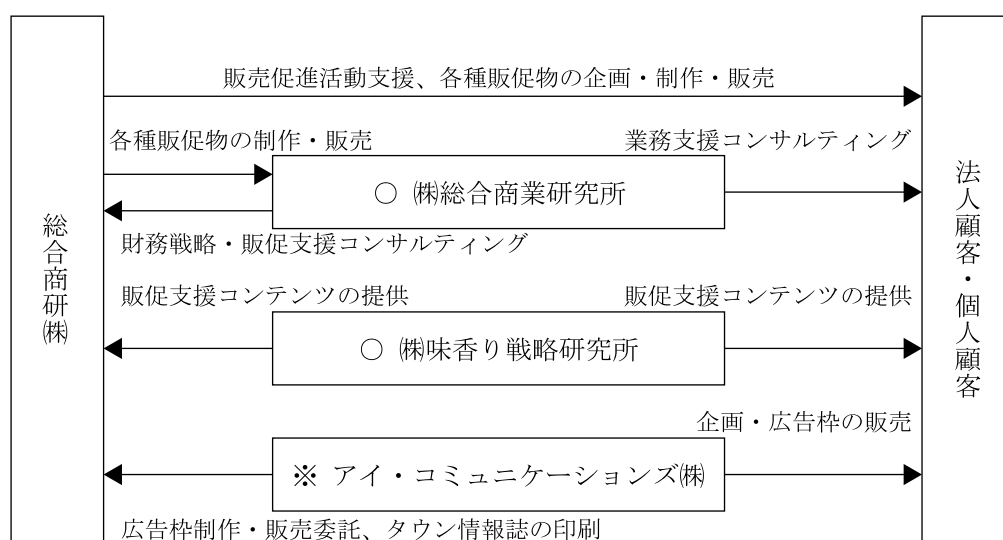 販売促進活動支援、各種販促物の企画・制作・販売
各種販促物の制作・販売
業務支援コンサルティング
○ ㈱総合商業研究所
財務戦略・販促支援コンサルティング
総合商研㈱
法人顧客・個人顧客
販促支援コンテンツの提供
販促支援コンテンツの提供
○ ㈱味香り戦略研究所
企画・広告枠の販売
※ アイ・コミュニケーションズ㈱
広告枠制作・販売委託、タウン情報誌の印刷